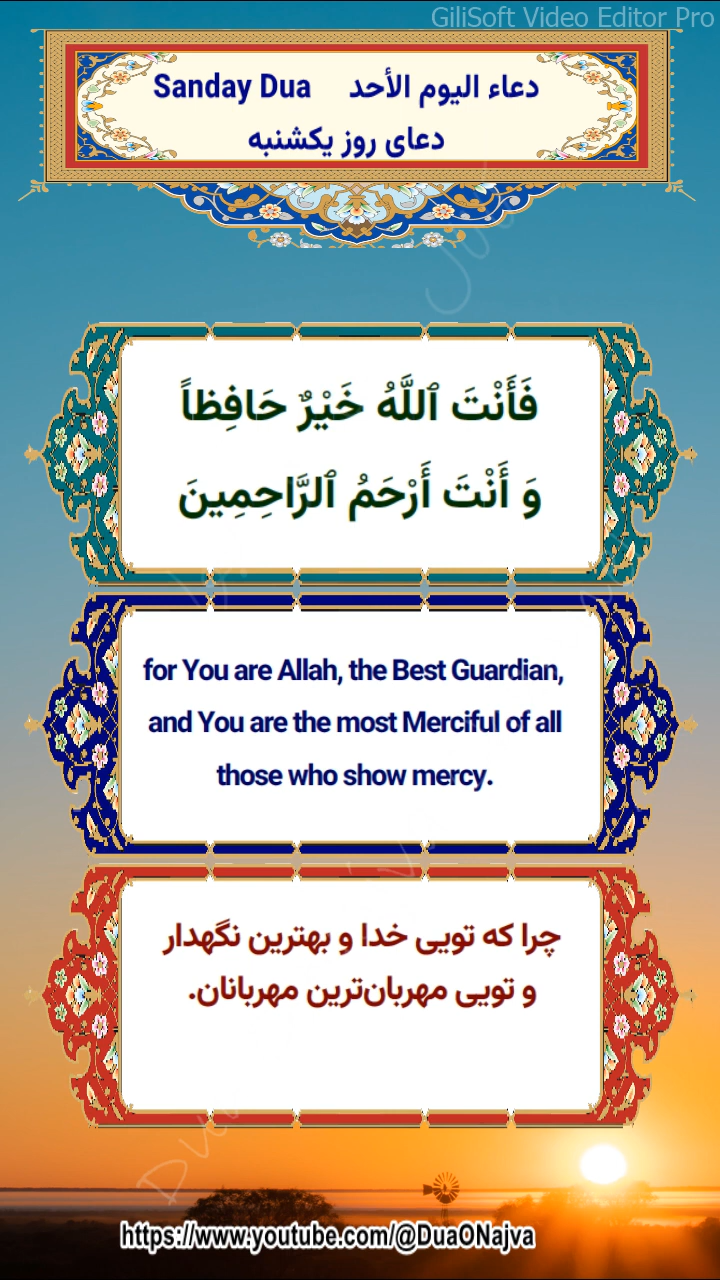 GiliSoft Video Editor Pro
Sanday Dua دعاء اليوم الأحد
دعای روز یکشنبه
فَأَنْتَ ٱللَّهُ خَيْرٌ حَافِظاً
وَ أَنْتَ أَرْحَمُ ٱلرَّاحِمِينَ
for You are Allah, the Best Guardian,
and You are the most Merciful of all
those who show mercy.
چرا که تویی خدا و بهترین نگهدار
و تویی مهربان‌ترین مهربانان.
https://www.youtube.com/@DuaONajva